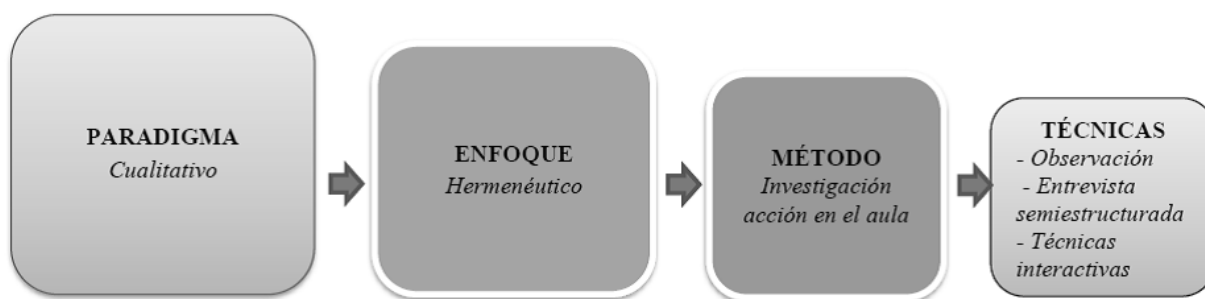 PARADIGMA
Cualitativo
ENFOQUE
Hermenéutico
MÉTODO
Investigación
acción en el aula
TÉCNICAS
- Observación
- Entrevista
semiestructurada
- Técnicas
interactivas